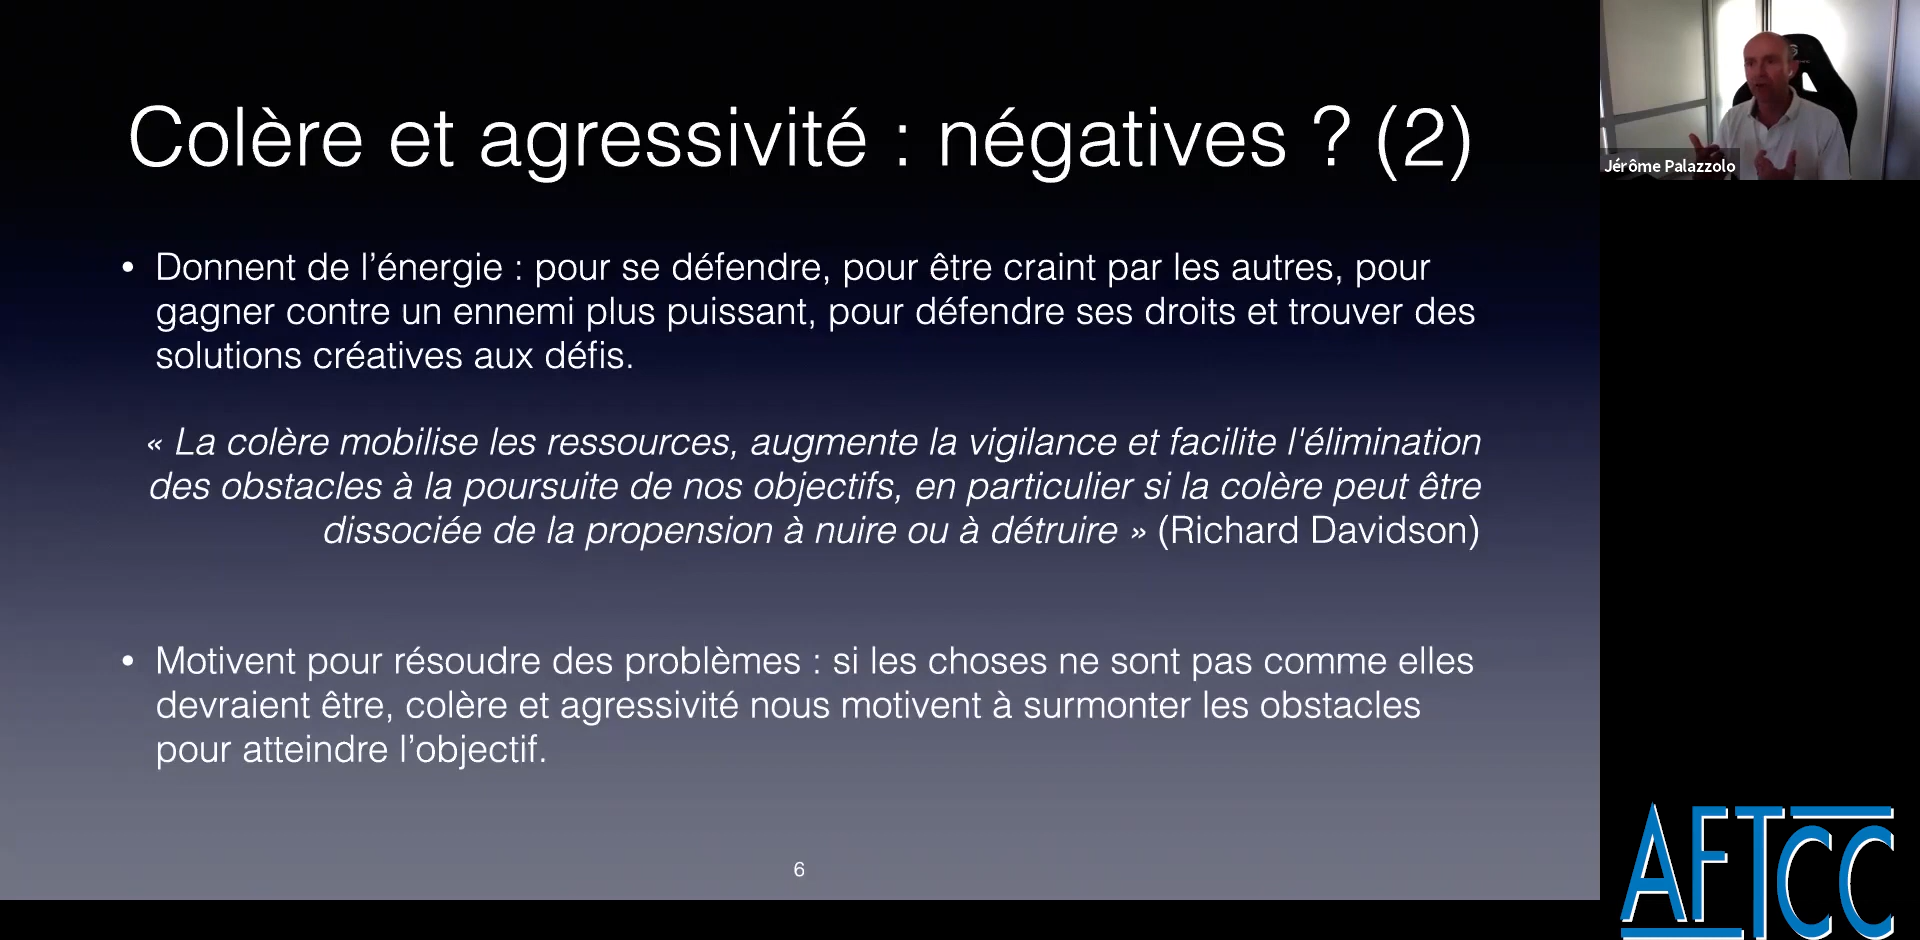 Colère et agressivité : négatives ? (2)
• Donnent de l’énergie : pour se défendre, pour être craint par les autres, pour
gagner contre un ennemi plus puissant, pour défendre ses droits et trouver des
solutions créatives aux défis.
« La colère mobilise les ressources, augmente la vigilance et facilite l'élimination
des obstacles à la poursuite de nos objectifs, en particulier si la colère peut être
dissociée de la propension à nuire ou à détruire » (Richard Davidson)
• Motivent pour résoudre des problèmes : si les choses ne sont pas comme elles
devraient être, colère et agressivité nous motivent à surmonter les obstacles
pour atteindre l’objectif.
6
Jérôme Palazzolo
AFTCC